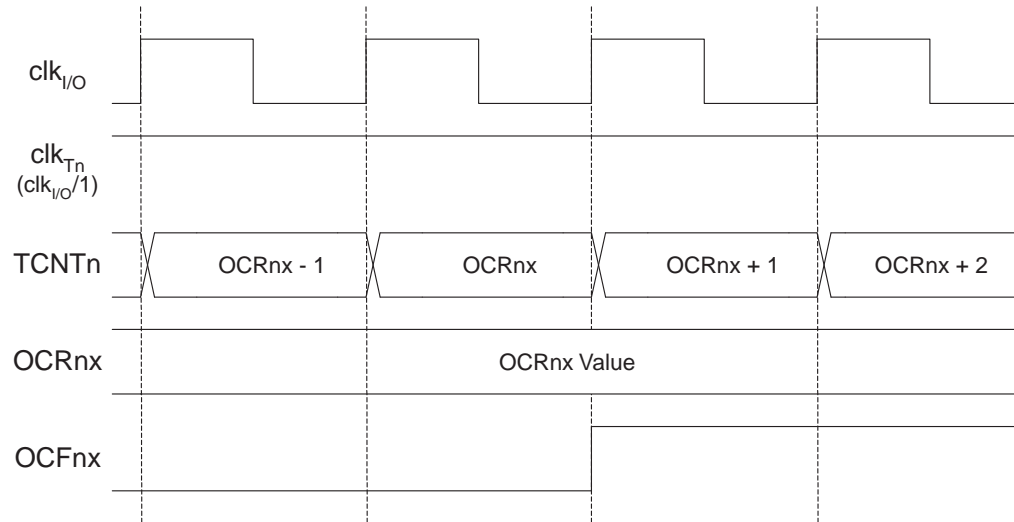 clkI/O
clkTn
(clkI/O/1)
TCNTn OCRnx - 1 OCRnx OCRnx + 1 OCRnx + 2
OCRnx OCRnx Value
OCFnx